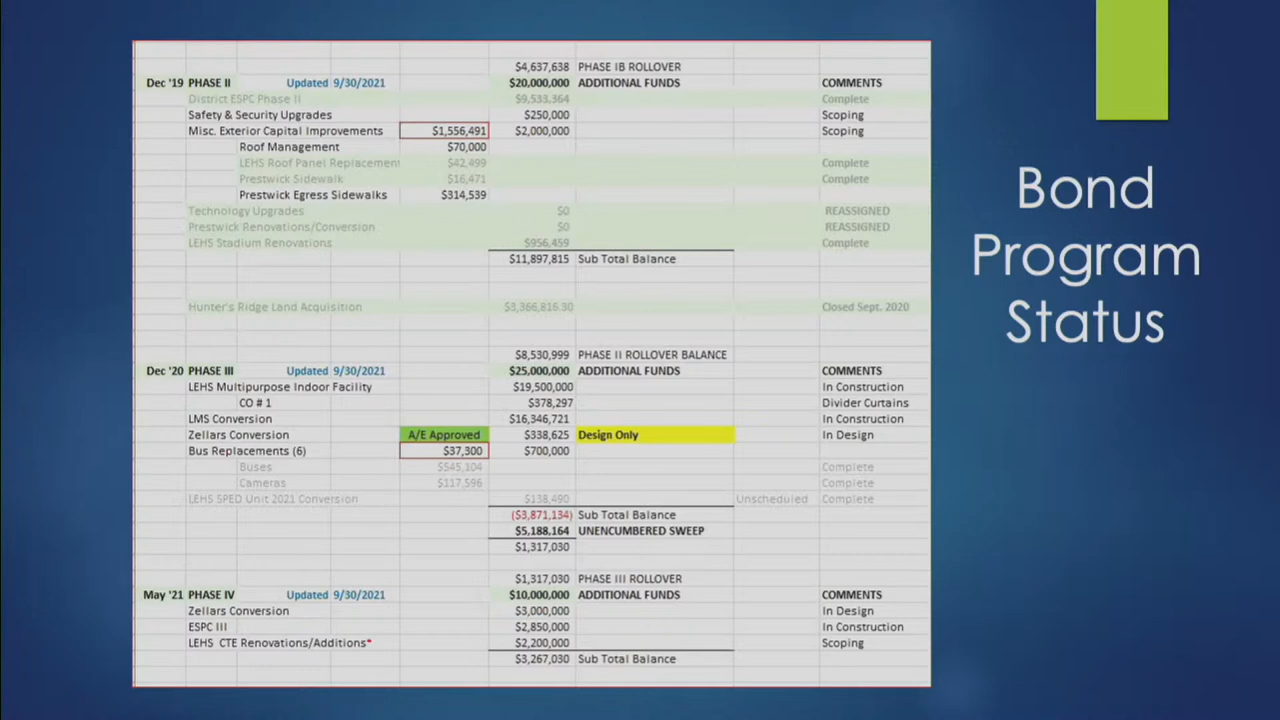 $4,637,638 PHASE IB ROLLOVER
Dec '19 PHASE II Updated 9/30/2021 $20,000,000 ADDITIONAL FUNDS COMMENTS
District ESPC Phase II $9,533,364 Complete
Safety & Security Upgrades $250,000 Scoping
Misc. Exterior Capital Improvements $1,556,491 $2,000,000 Scoping
Roof Management $70,000
LEHS Roof Panel Replacement $42,499 Complete
Prestwick Sidewalk $16,471 Complete
Prestwick Egress Sidewalks $314,539
Technology Upgrades $0 REASSIGNED
Prestwick Renovations/Conversion $0 REASSIGNED
LEHS Stadium Renovations $956,459 Complete
$11,897,815 Sub Total Balance
Hunter's Ridge Land Acquisition $3,366,816.30 Closed Sept. 2020
$8,530,999 PHASE II ROLLOVER BALANCE
Dec '20 PHASE III Updated 9/30/2021 $25,000,000 ADDITIONAL FUNDS COMMENTS
LEHS Multipurpose Indoor Facility $19,500,000 In Construction
CO # 1 $378,297 Divider Curtains
LMS Conversion $16,346,721 In Construction
Zellars Conversion A/E Approved $338,625 Design Only In Design
Bus Replacements (6) $37,300 $700,000
Buses $545,104 Complete
Cameras $117,596 Complete
LEHS SPED Unit 2021 Conversion $138,490 Unscheduled Complete
($3,871,134) Sub Total Balance
$5,188,164 UNENCUMBERED SWEEP
$1,317,030
$1,317,030 PHASE III ROLLOVER
May '21 PHASE IV Updated 9/30/2021 $10,000,000 ADDITIONAL FUNDS COMMENTS
Zellars Conversion $3,000,000 In Design
ESPC III $2,850,000 In Construction
LEHS CTE Renovations/Additions* $2,200,000 Scoping
$3,267,030 Sub Total Balance
Bond
Program
Status